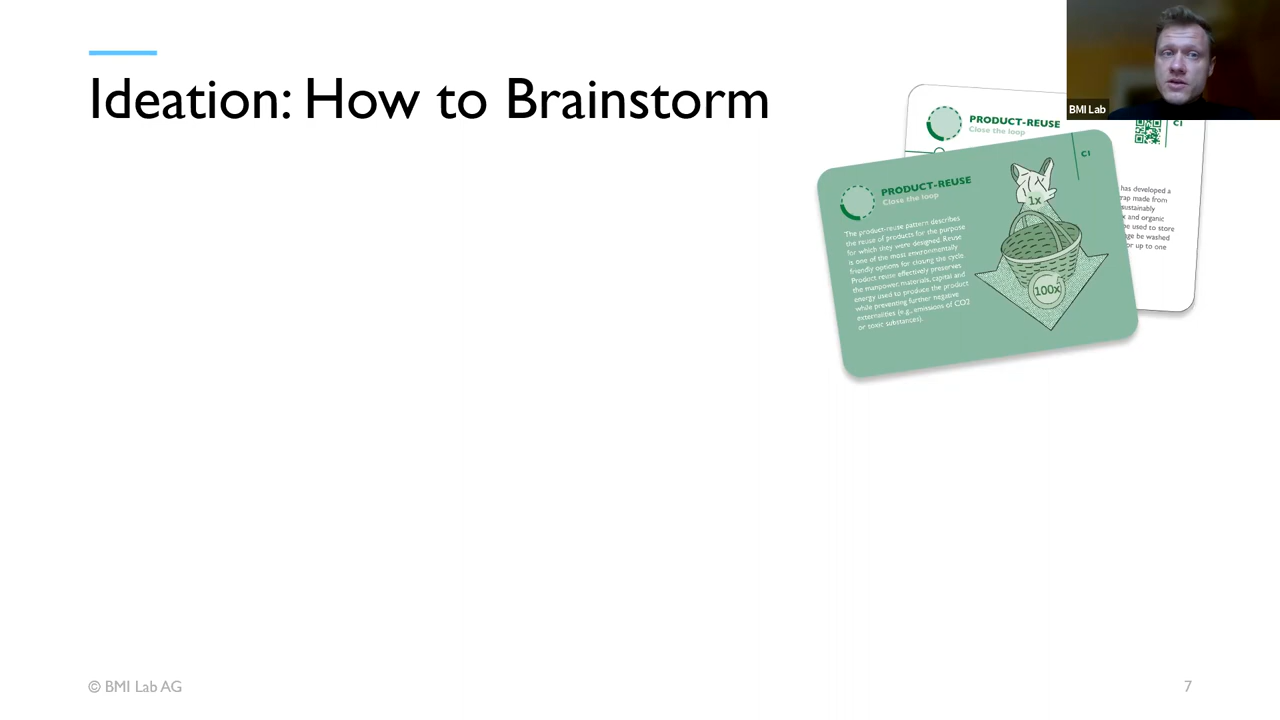 Ideation: How to Brainstorm
BMI Lab
PRODUCT-REUSE
Close the loop
C1
has developed a
rap made from
sustainably
x and organic
be used to store
age be washed
or up to one
PRODUCT-REUSE
Close the loop
C1
The product-reuse pattern describes
the reuse of products for the purpose
for which they were designed. Reuse
is one of the most environmentally
friendly options for closing the cycle.
Product reuse effectively preserves
the manpower, materials, capital and
energy used to produce the product
while preventing further negative
externalities (e.g., emissions of CO2
or toxic substances).
1x
100x
© BMI Lab AG
7